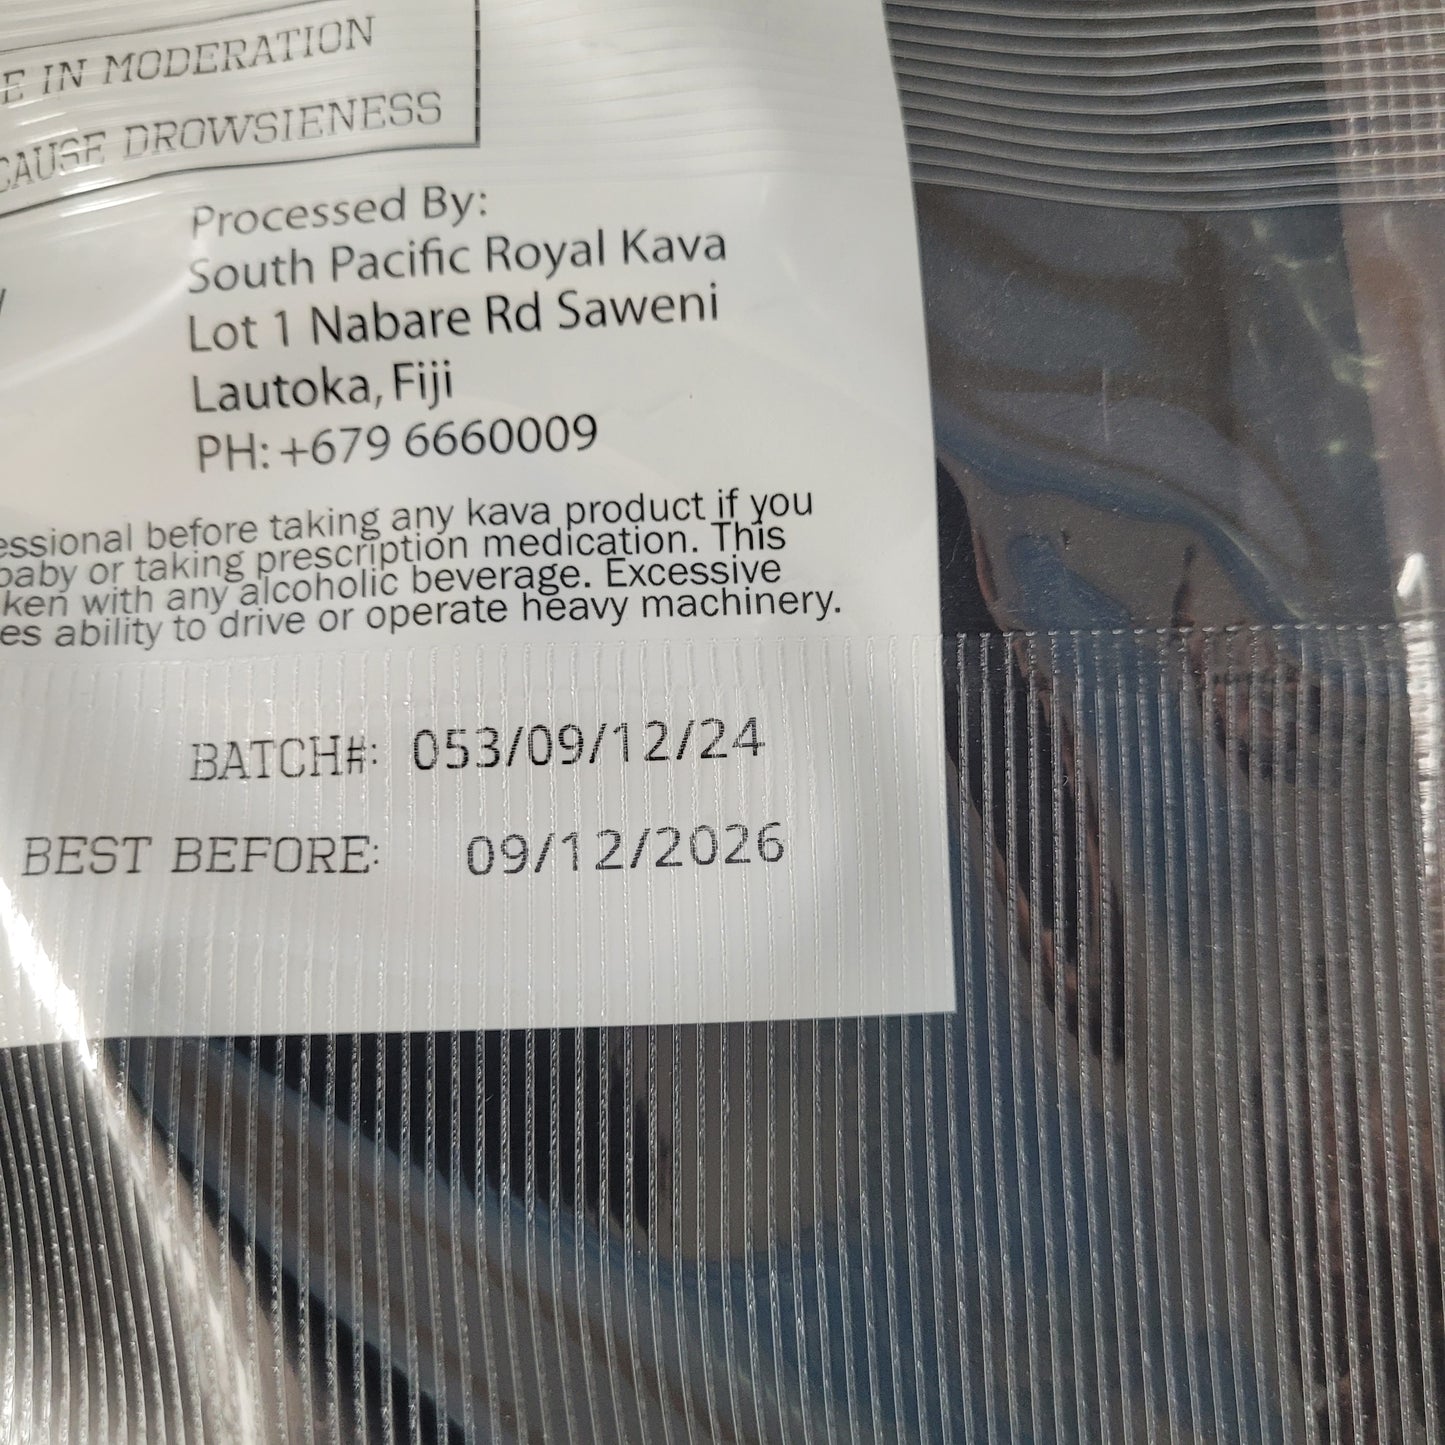 E IN MODERATION
CAUSE DROWSIENESS
Processed By:
South Pacific Royal Kava
Lot 1 Nabare Rd Saweni
Lautoka, Fiji
PH: +679 6660009
essional before taking any kava product if you
baby or taking prescription medication. This
ken with any alcoholic beverage. Excessive
es ability to drive or operate heavy machinery.
BATCH#: 053/09/12/24
BEST BEFORE: 09/12/2026